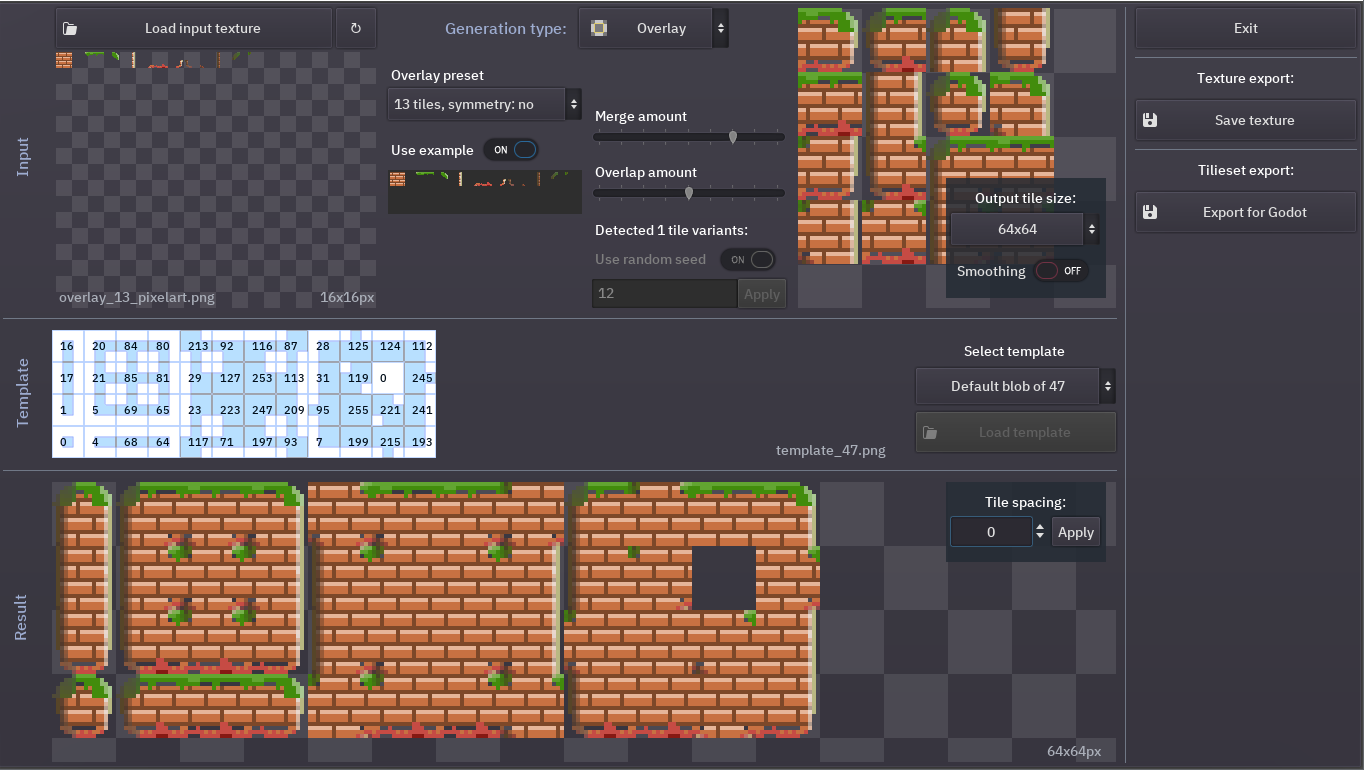 Load input texture
↻
Generation type:
Overlay
Exit
Texture export:
Save texture
Tilieset export:
Export for Godot
Input
overlay_13_pixelart.png
16x16px
Overlay preset
13 tiles, symmetry: no
Use example
ON
Merge amount
Overlap amount
Detected 1 tile variants:
Use random seed
ON
12
Apply
Output tile size:
64x64
Smoothing
OFF
Template
16 20 84 80 213 92 116 87 28 125 124 112
17 21 85 81 29 127 253 113 31 119 0 245
1 5 69 65 23 223 247 209 95 255 221 241
0 4 68 64 117 71 197 93 7 199 215 193
template_47.png
Select template
Default blob of 47
Load template
Result
Tile spacing:
0
Apply
64x64px